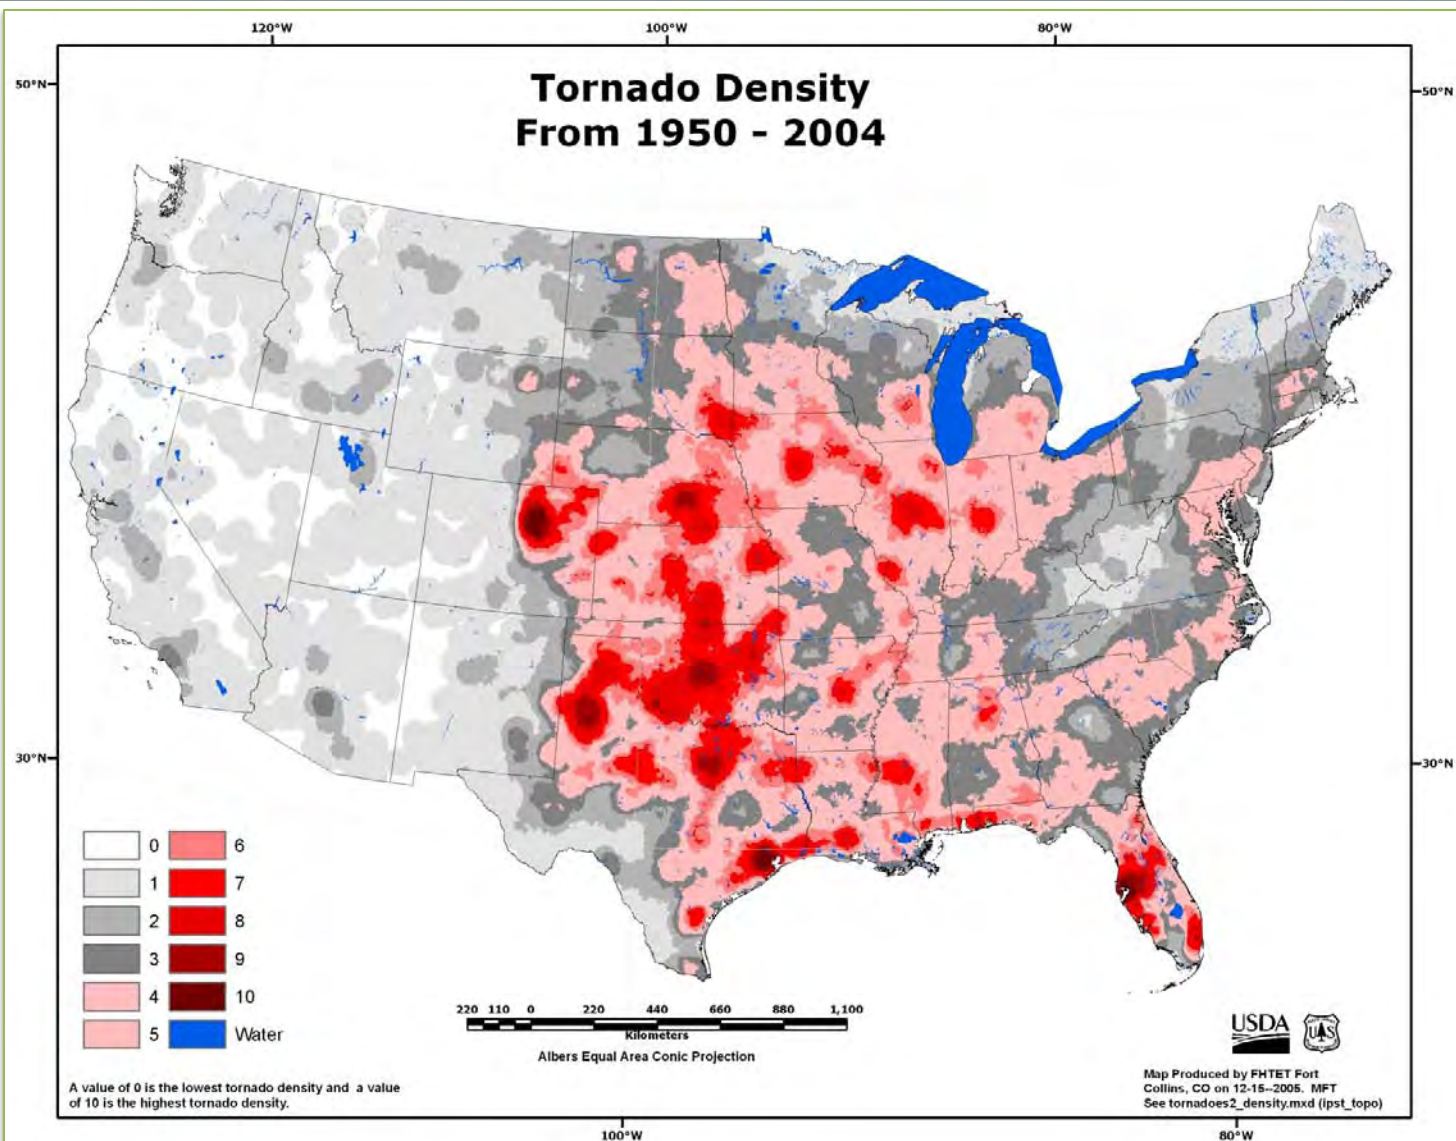 120°W 100°W 80°W
50°N 50°N
Tornado Density
From 1950 - 2004
30°N 30°N
0 6
1 7
2 8
3 9
4 10
5 Water
220 110 0 220 440 660 880 1,100
Kilometers
Albers Equal Area Conic Projection
USDA
U S
A value of 0 is the lowest tornado density and a value
of 10 is the highest tornado density.
Map Produced by FHTET Fort
Collins, CO on 12-15--2005. MFT
See tornadoes2_density.mxd (ipst_topo)
100°W 80°W